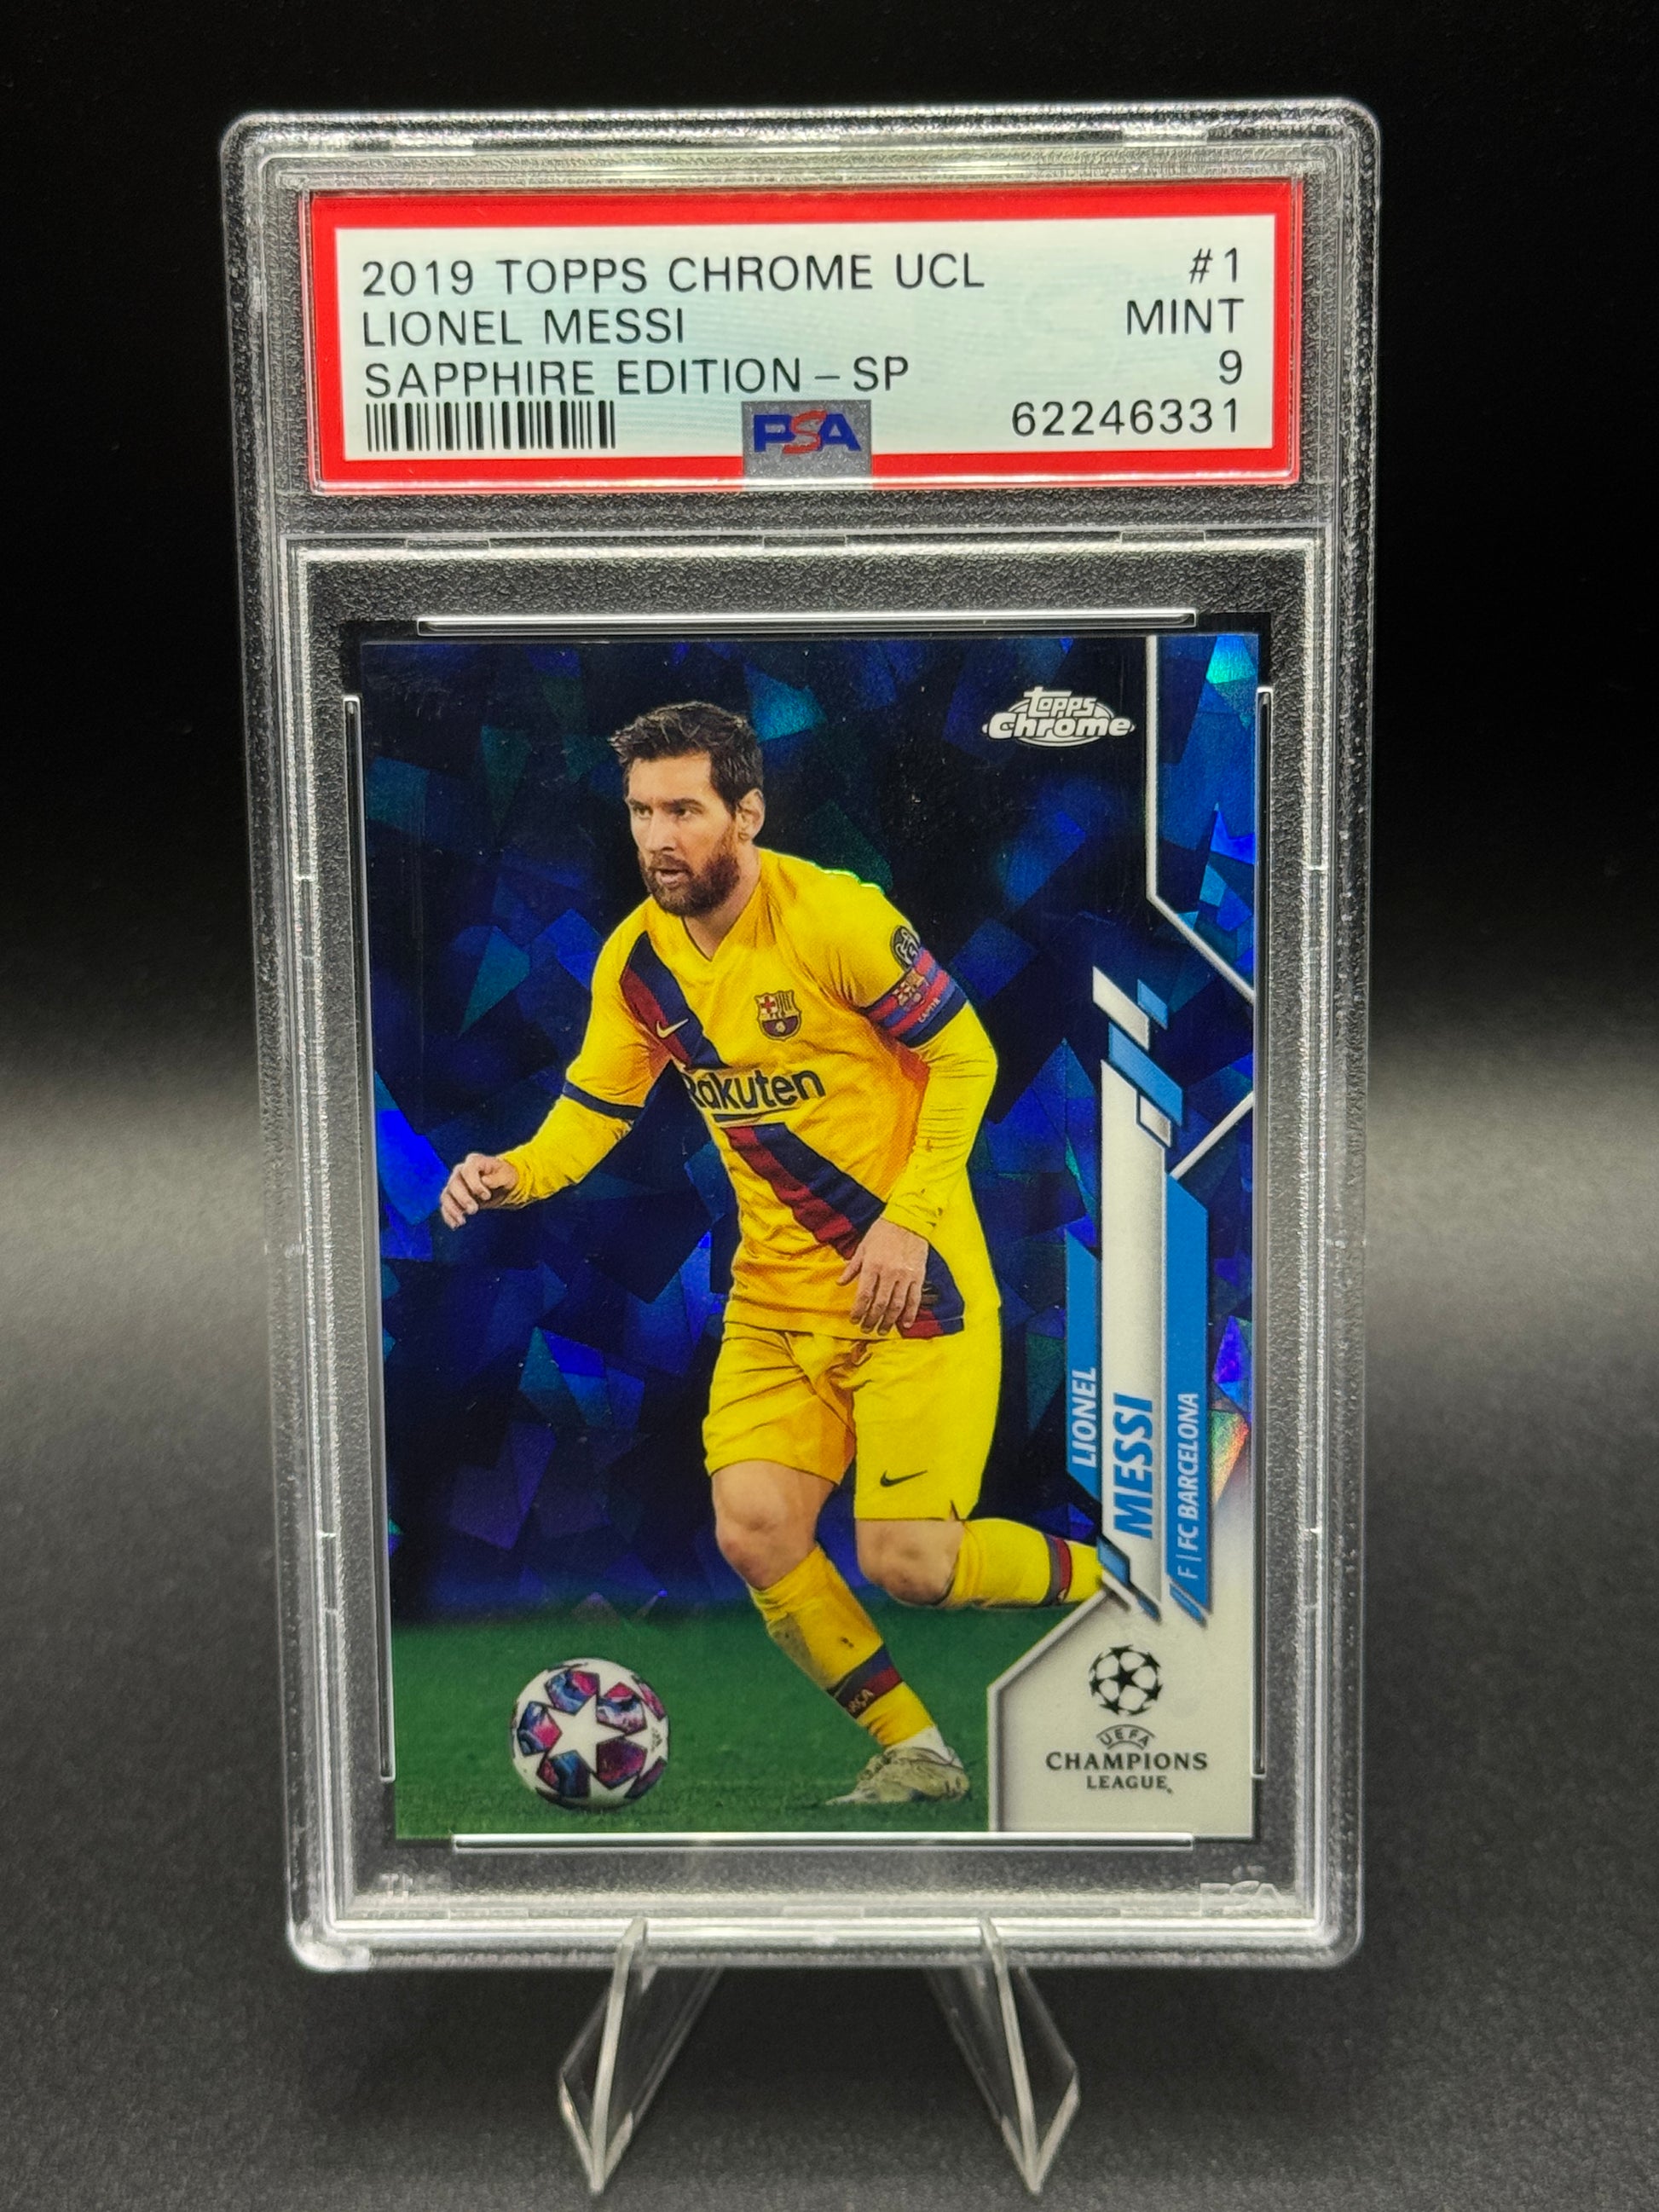 2019 TOPPS CHROME UCL #1
LIONEL MESSI MINT
SAPPHIRE EDITION – SP 9
PSA 62246331
topps
Chrome
Rakuten
LIONEL
MESSI
F | FC BARCELONA
UEFA
CHAMPIONS
LEAGUE
PSA